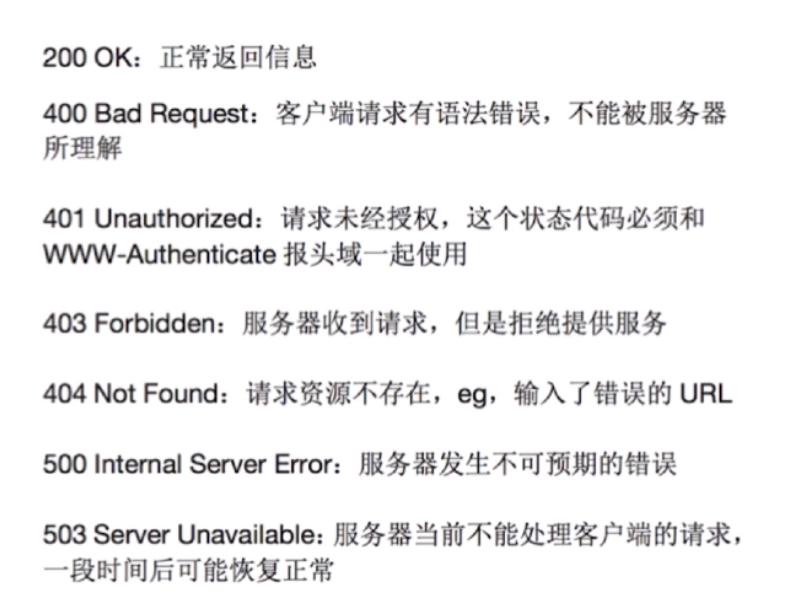 200 OK：正常返回信息
400 Bad Request：客户端请求有语法错误，不能被服务器
所理解
401 Unauthorized：请求未经授权，这个状态代码必须和
WWW-Authenticate 报头域一起使用
403 Forbidden：服务器收到请求，但是拒绝提供服务
404 Not Found：请求资源不存在，eg，输入了错误的 URL
500 Internal Server Error：服务器发生不可预期的错误
503 Server Unavailable：服务器当前不能处理客户端的请求，
一段时间后可能恢复正常